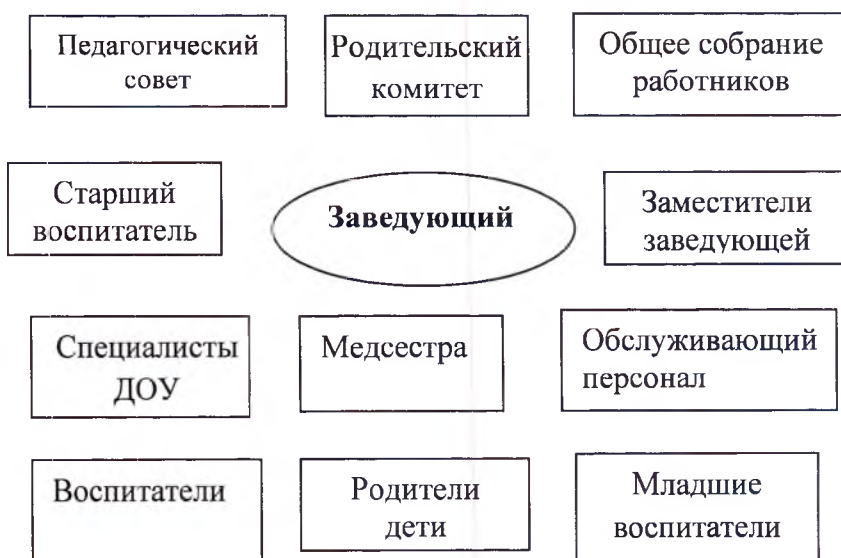 Педагогический
совет
Родительский
комитет
Общее собрание
работников
Старший
воспитатель
Заведующий
Заместители
заведующей
Специалисты
ДОУ
Медсестра
Обслуживающий
персонал
Воспитатели
Родители
дети
Младшие
воспитатели